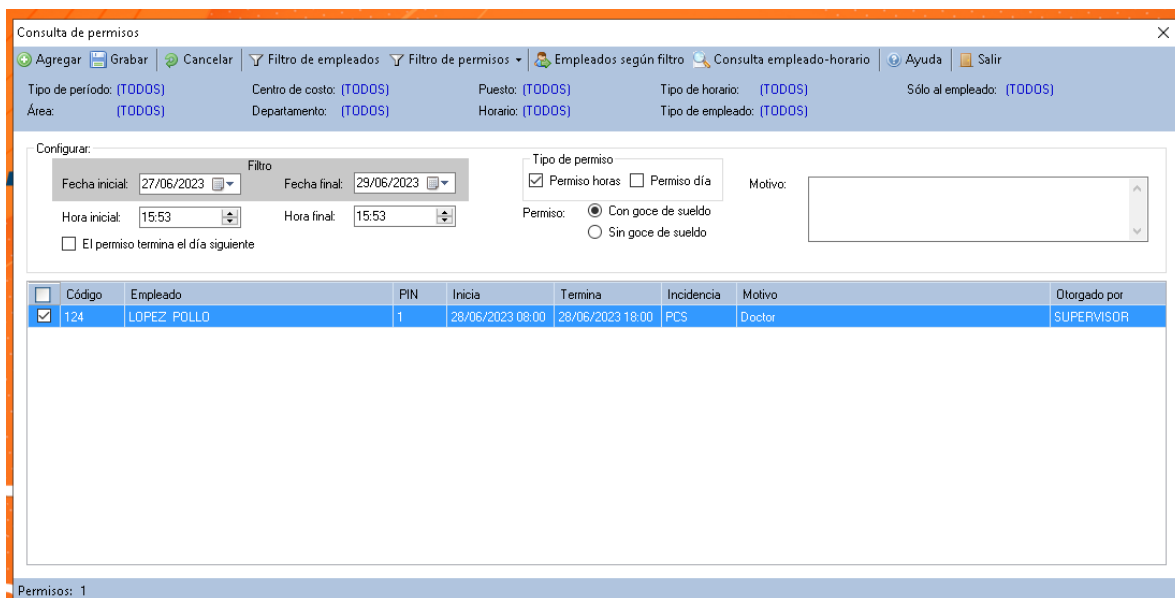 Consulta de permisos
Agregar Grabar Cancelar Filtro de empleados Filtro de permisos Empleados según filtro Consulta empleado-horario Ayuda Salir
Tipo de período: (TODOS) Centro de costo: (TODOS) Puesto: (TODOS) Tipo de horario: (TODOS) Sólo al empleado: (TODOS)
Área: (TODOS) Departamento: (TODOS) Horario: (TODOS) Tipo de empleado: (TODOS)
Configurar:
Filtro
Fecha inicial: 27/06/2023 Fecha final: 29/06/2023
Hora inicial: 15:53 Hora final: 15:53
El permiso termina el día siguiente
Tipo de permiso
Permiso horas Permiso día
Permiso: Con goce de sueldo
Sin goce de sueldo
Motivo:
Código Empleado PIN Inicia Termina Incidencia Motivo Otorgado por
124 LOPEZ POLLO 1 28/06/2023 08:00 28/06/2023 18:00 PCS Doctor SUPERVISOR
Permisos: 1